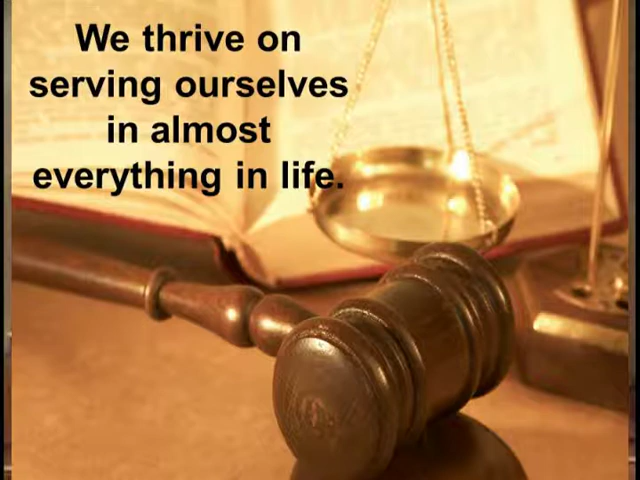 We thrive on
serving ourselves
in almost
everything in life.